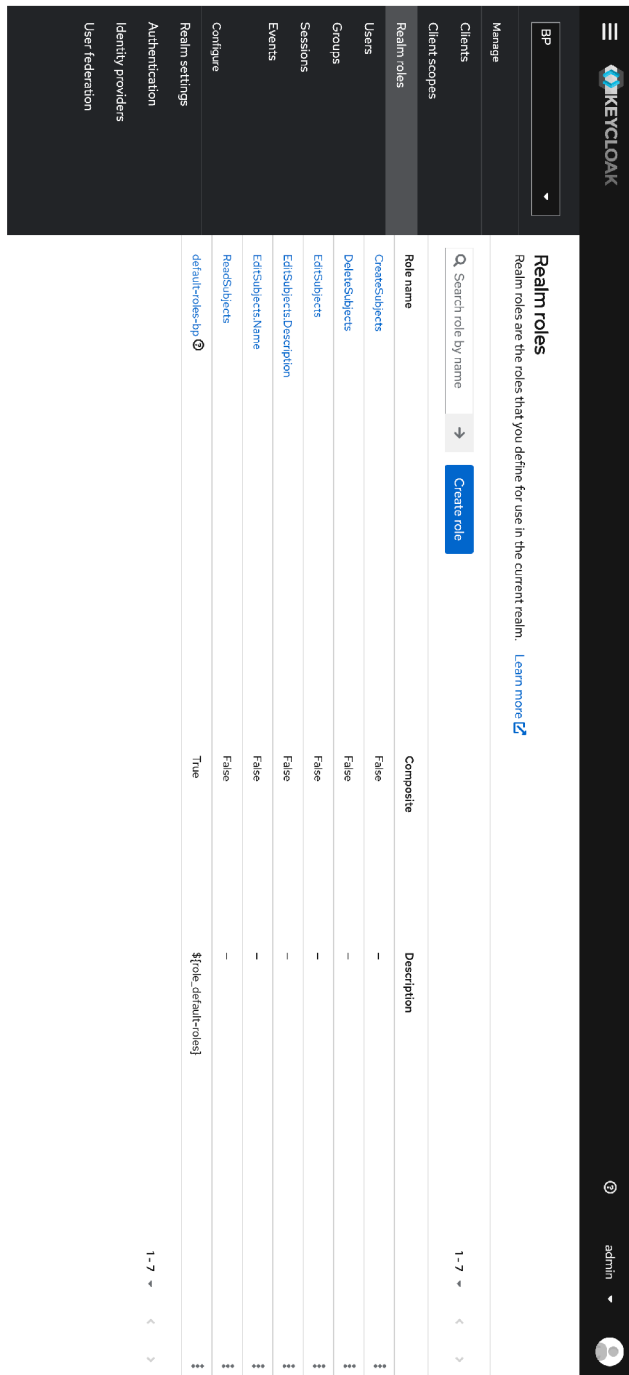 KEYCLOAK
admin
BP
Manage
Clients
Client scopes
Realm roles
Users
Groups
Sessions
Events
Configure
Realm settings
Authentication
Identity providers
User federation
Realm roles
Realm roles are the roles that you define for use in the current realm. Learn more
Search role by name
Create role
1 - 7
Role name Composite Description
CreateSubjects False –
DeleteSubjects False –
EditSubjects False –
EditSubjects.Description False –
EditSubjects.Name False –
ReadSubjects False –
default-roles-bp True ${role_default-roles}
1 - 7